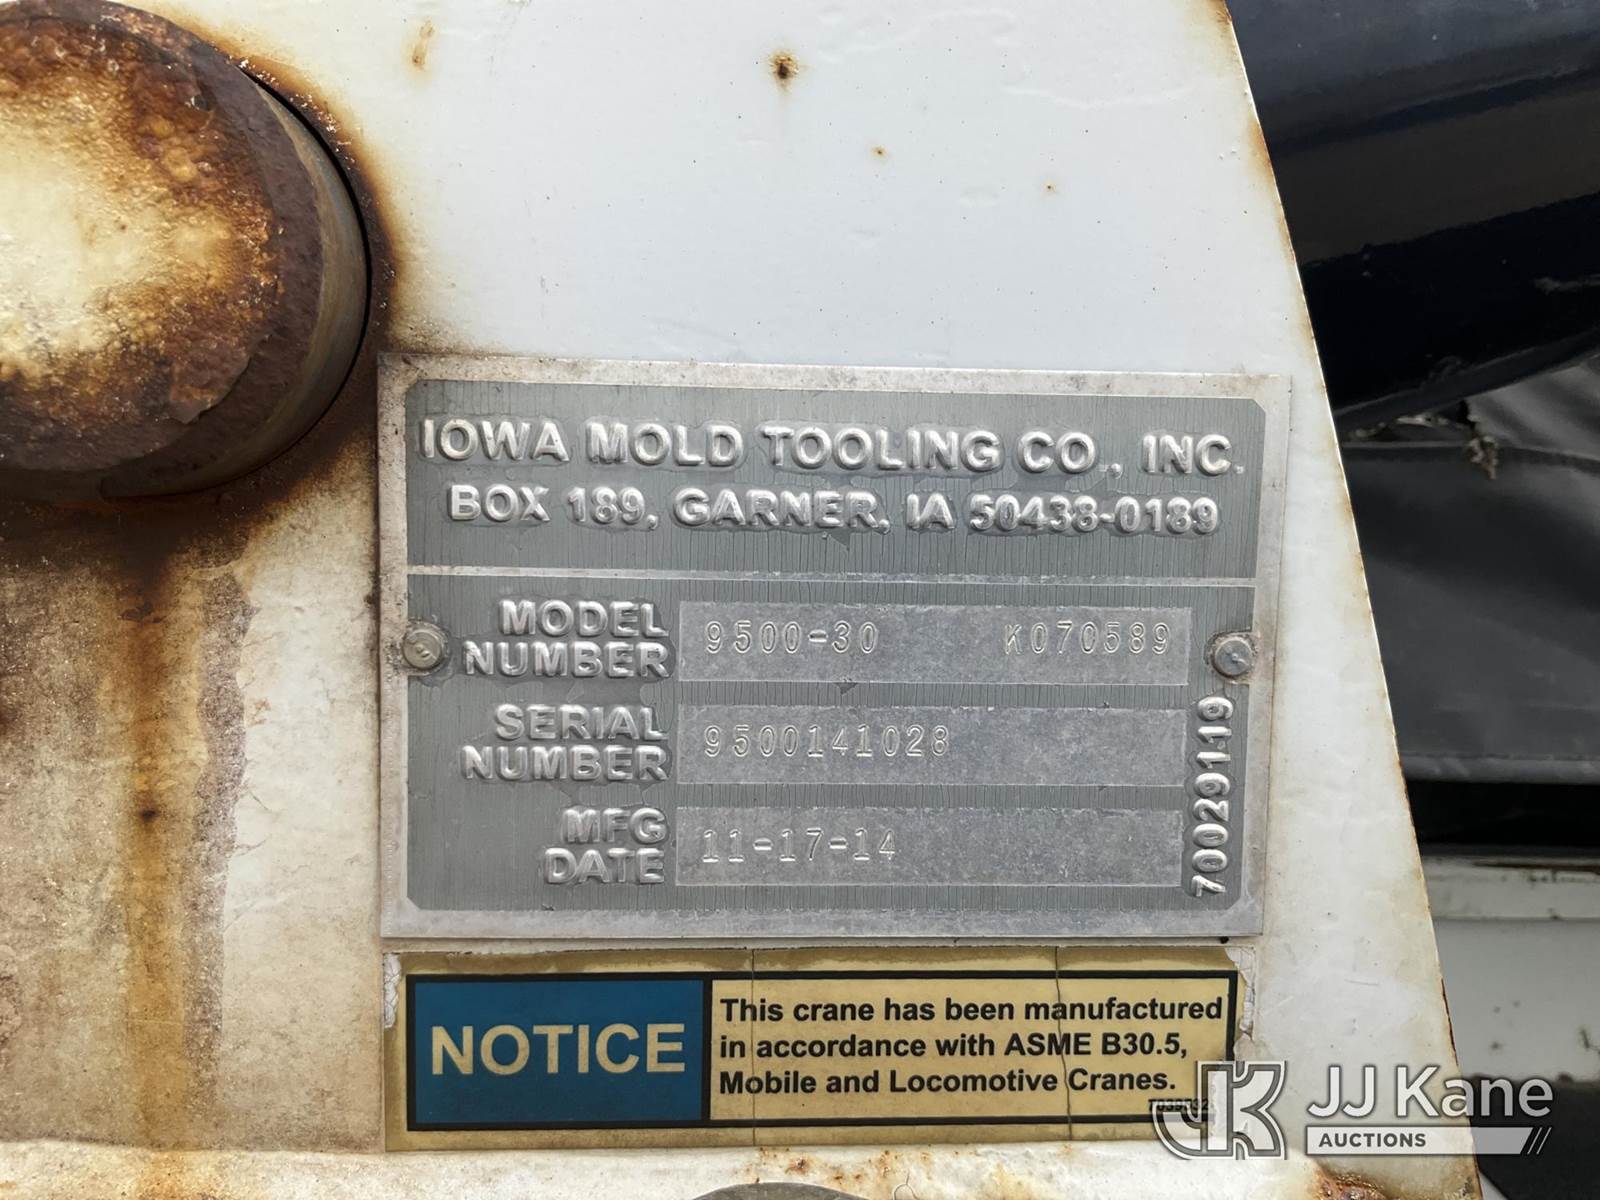 IOWA MOLD TOOLING CO., INC.
BOX 189, GARNER, IA 50438-0189
MODEL NUMBER 9500-30 K070589
SERIAL NUMBER 9500141028
MFG DATE 11-17-14
70029119
NOTICE
This crane has been manufactured
in accordance with ASME B30.5,
Mobile and Locomotive Cranes.
JJ Kane
AUCTIONS